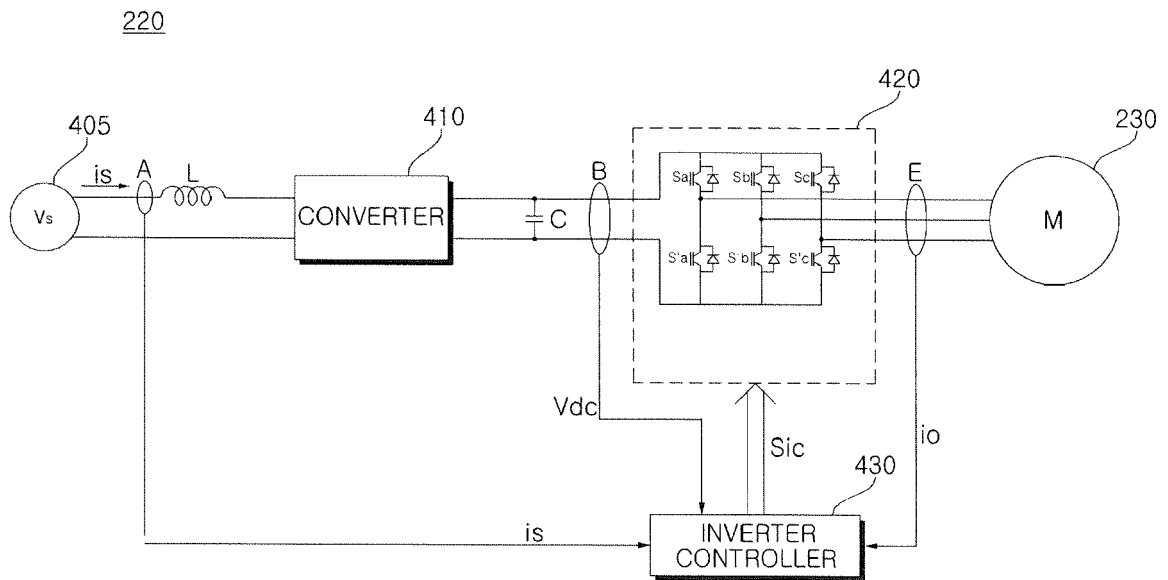 220
405
410
420
230
is
A
L
B
E
Vs
CONVERTER
C
Sa
Sb
Sc
M
S'a
S'b
S'c
Vdc
Sic
io
430
is
INVERTER
CONTROLLER